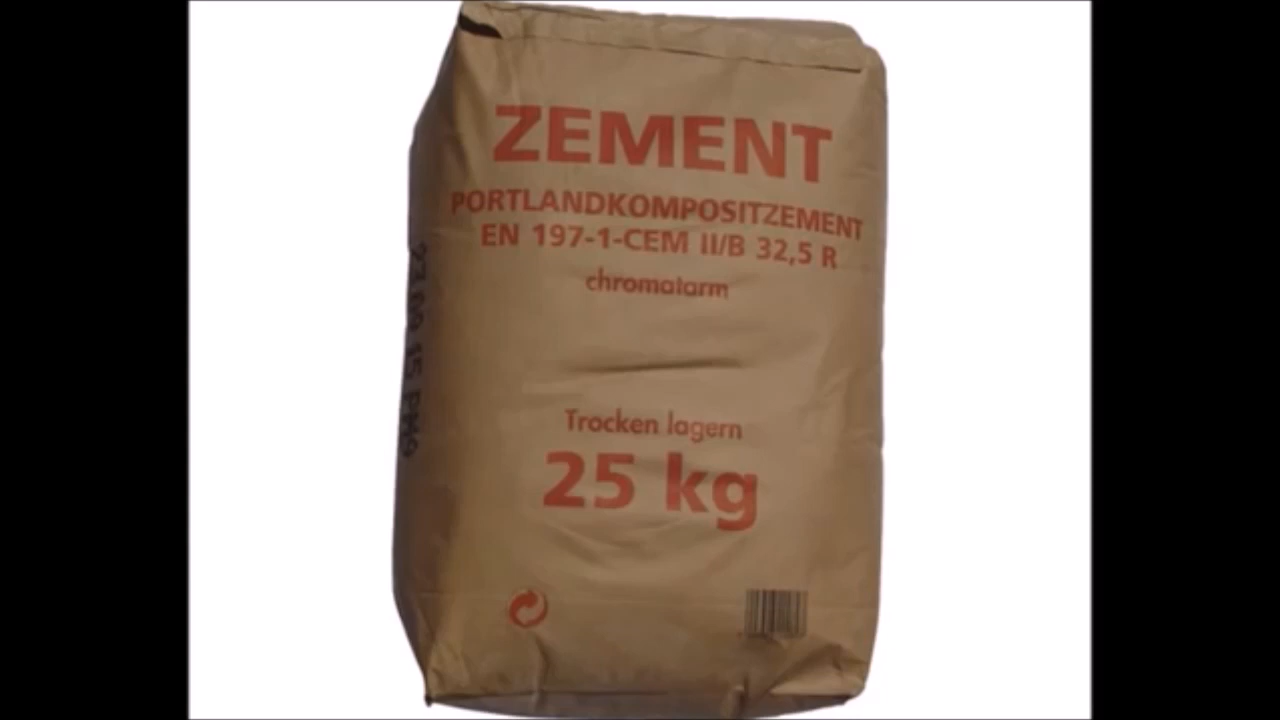 ZEMENT
PORTLANDKOMPOSITZEMENT
EN 197-1-CEM II/B 32,5 R
chromatarm
Trocken lagern
25 kg